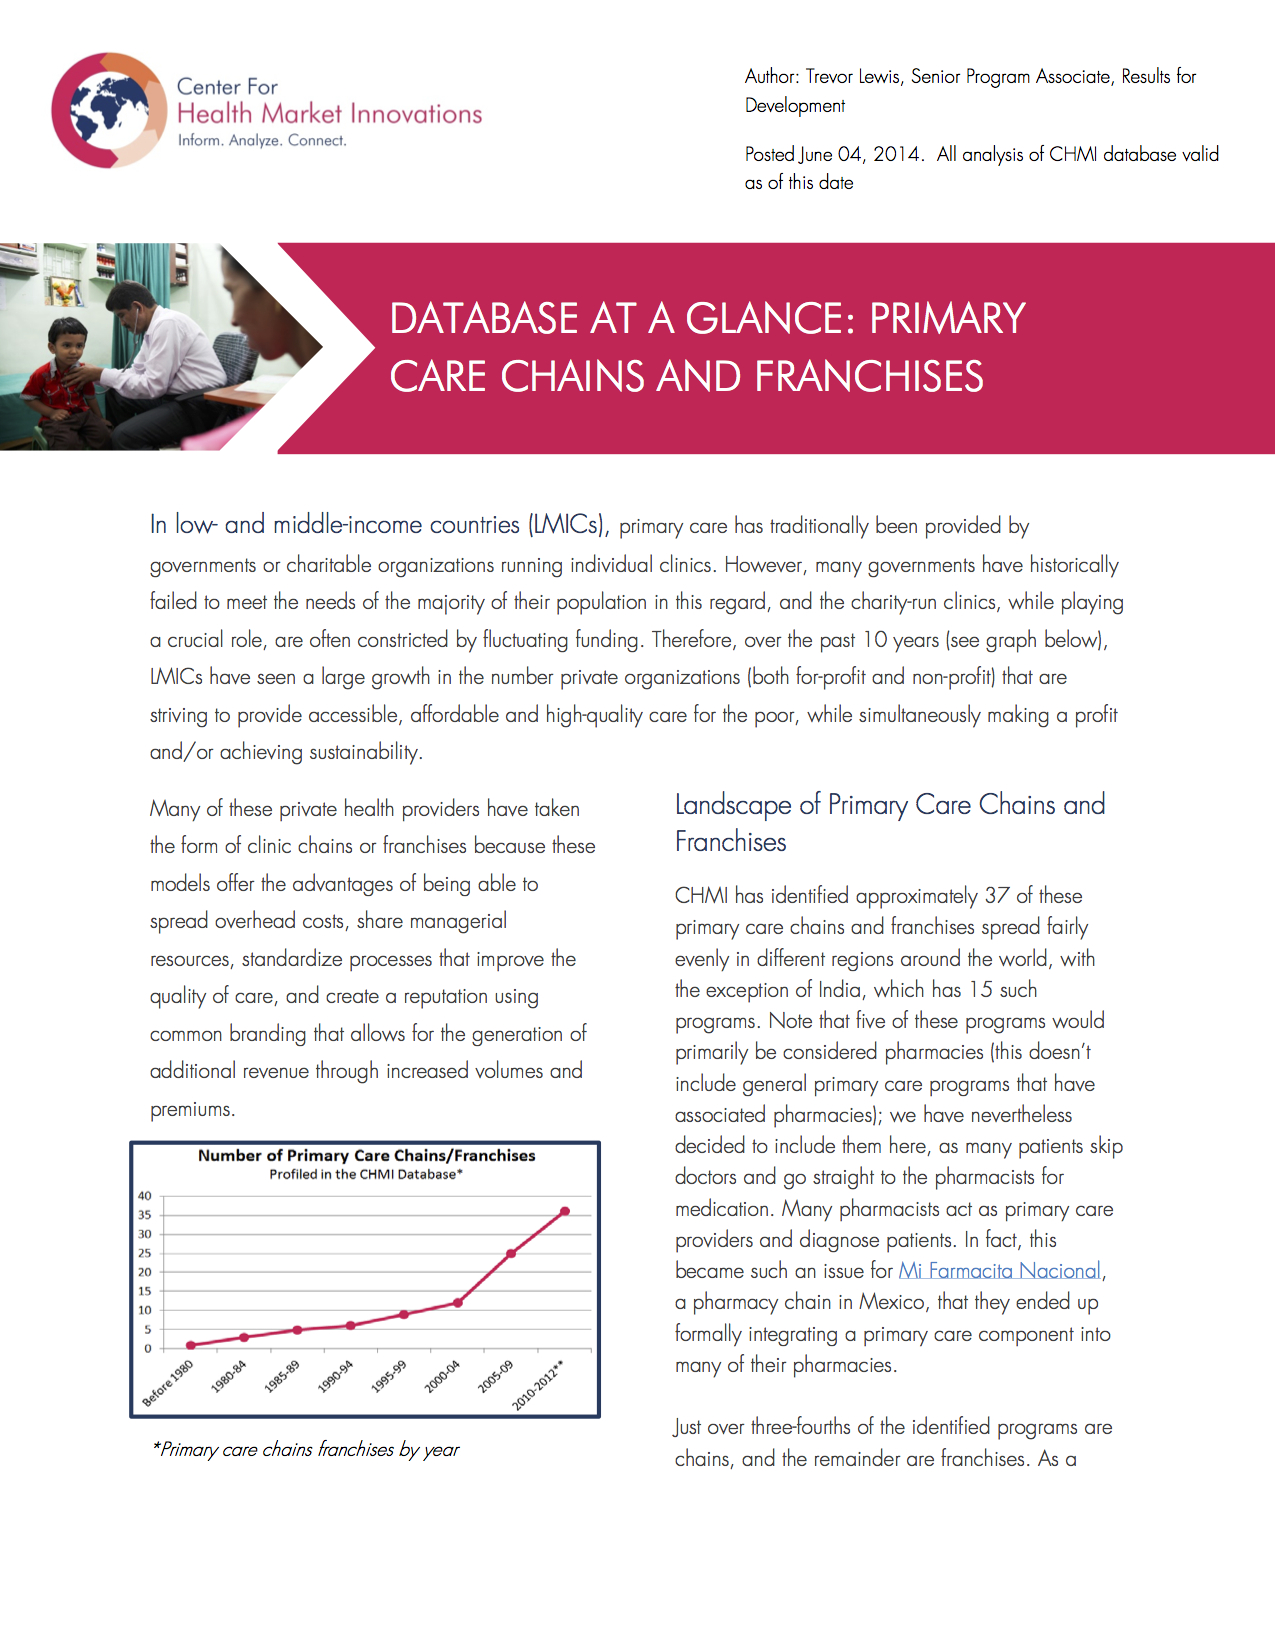 Center For
Health Market Innovations
Inform. Analyze. Connect.
Author: Trevor Lewis, Senior Program Associate, Results for
Development
Posted June 04, 2014.  All analysis of CHMI database valid
as of this date
DATABASE AT A GLANCE: PRIMARY
CARE CHAINS AND FRANCHISES
In low- and middle-income countries (LMICs), primary care has traditionally been provided by
governments or charitable organizations running individual clinics. However, many governments have historically
failed to meet the needs of the majority of their population in this regard, and the charity-run clinics, while playing
a crucial role, are often constricted by fluctuating funding. Therefore, over the past 10 years (see graph below),
LMICs have seen a large growth in the number private organizations (both for-profit and non-profit) that are
striving to provide accessible, affordable and high-quality care for the poor, while simultaneously making a profit
and/or achieving sustainability.
Many of these private health providers have taken
the form of clinic chains or franchises because these
models offer the advantages of being able to
spread overhead costs, share managerial
resources, standardize processes that improve the
quality of care, and create a reputation using
common branding that allows for the generation of
additional revenue through increased volumes and
premiums.
Number of Primary Care Chains/Franchises
Profiled in the CHMI Database*
40
35
30
25
20
15
10
5
0
Before 1980
1980-84
1985-89
1990-94
1995-99
2000-04
2005-09
2010-2012**
*Primary care chains franchises by year
Landscape of Primary Care Chains and
Franchises
CHMI has identified approximately 37 of these
primary care chains and franchises spread fairly
evenly in different regions around the world, with
the exception of India, which has 15 such
programs. Note that five of these programs would
primarily be considered pharmacies (this doesn't
include general primary care programs that have
associated pharmacies); we have nevertheless
decided to include them here, as many patients skip
doctors and go straight to the pharmacists for
medication. Many pharmacists act as primary care
providers and diagnose patients. In fact, this
became such an issue for Mi Farmacita Nacional,
a pharmacy chain in Mexico, that they ended up
formally integrating a primary care component into
many of their pharmacies.
Just over three-fourths of the identified programs are
chains, and the remainder are franchises. As a